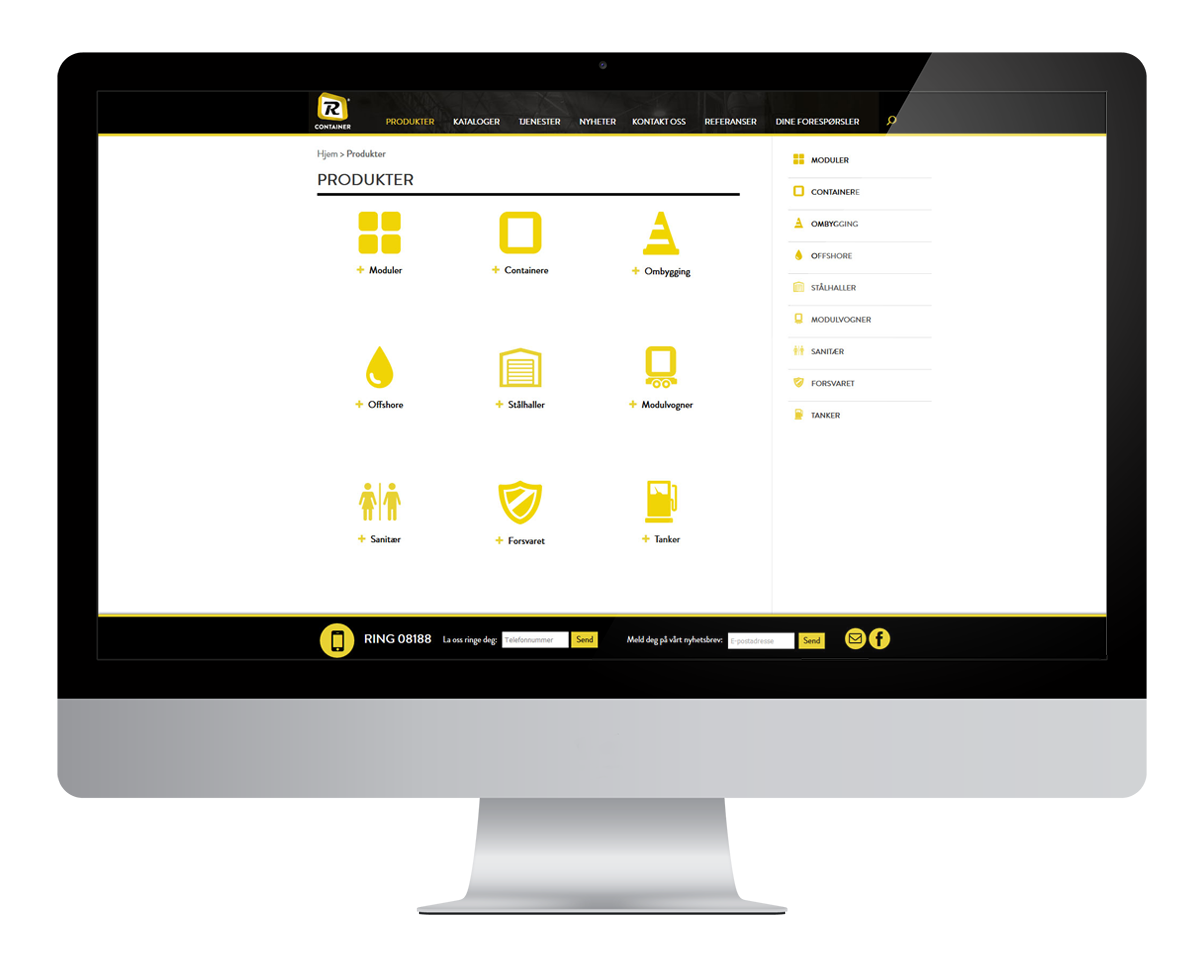 R
CONTAINER
PRODUKTER KATALOGER TJENESTER NYHETER KONTAKT OSS REFERANSER DINE FORESPØRSLER
Hjem > Produkter
PRODUKTER
+ Moduler
+ Containere
+ Ombygging
+ Offshore
+ Stålhaller
+ Modulvogner
+ Sanitær
+ Forsvaret
+ Tanker
MODULER
CONTAINERE
OMBYGGING
OFFSHORE
STÅLHALLER
MODULVOGNER
SANITÆR
FORSVARET
TANKER
RING 08188 La oss ringe deg: Telefonnummer Send Meld deg på vårt nyhetsbrev: E-postadresse Send f